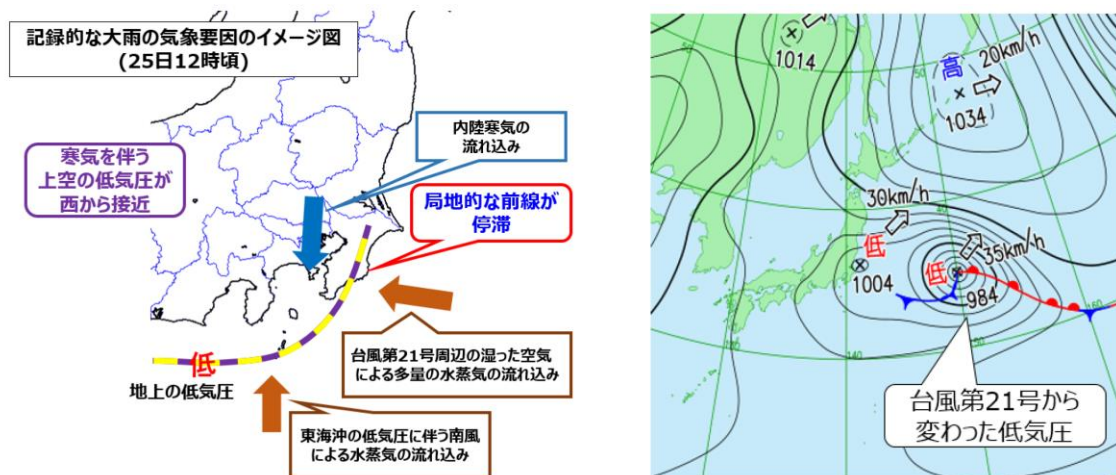 記録的な大雨の気象要因のイメージ図
(25日12時頃)
内陸寒気の
流れ込み
寒気を伴う
上空の低気圧が
西から接近
局地的な前線が
停滞
低
地上の低気圧
台風第21号周辺の湿った空気
による多量の水蒸気の流れ込み
東海沖の低気圧に伴う南風
による水蒸気の流れ込み
1014
高
20km/h
1034
50
30km/h
低
1004
40
低
35km/h
984
140
150
160
台風第21号から
変わった低気圧